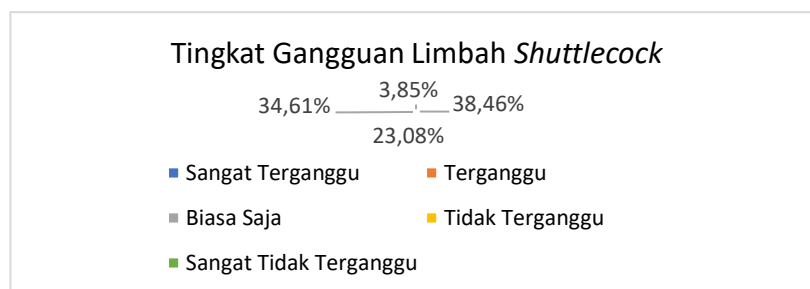 Tingkat Gangguan Limbah Shuttlecock
3,85%
34,61% 38,46%
23,08%
Sangat Terganggu Terganggu
Biasa Saja Tidak Terganggu
Sangat Tidak Terganggu